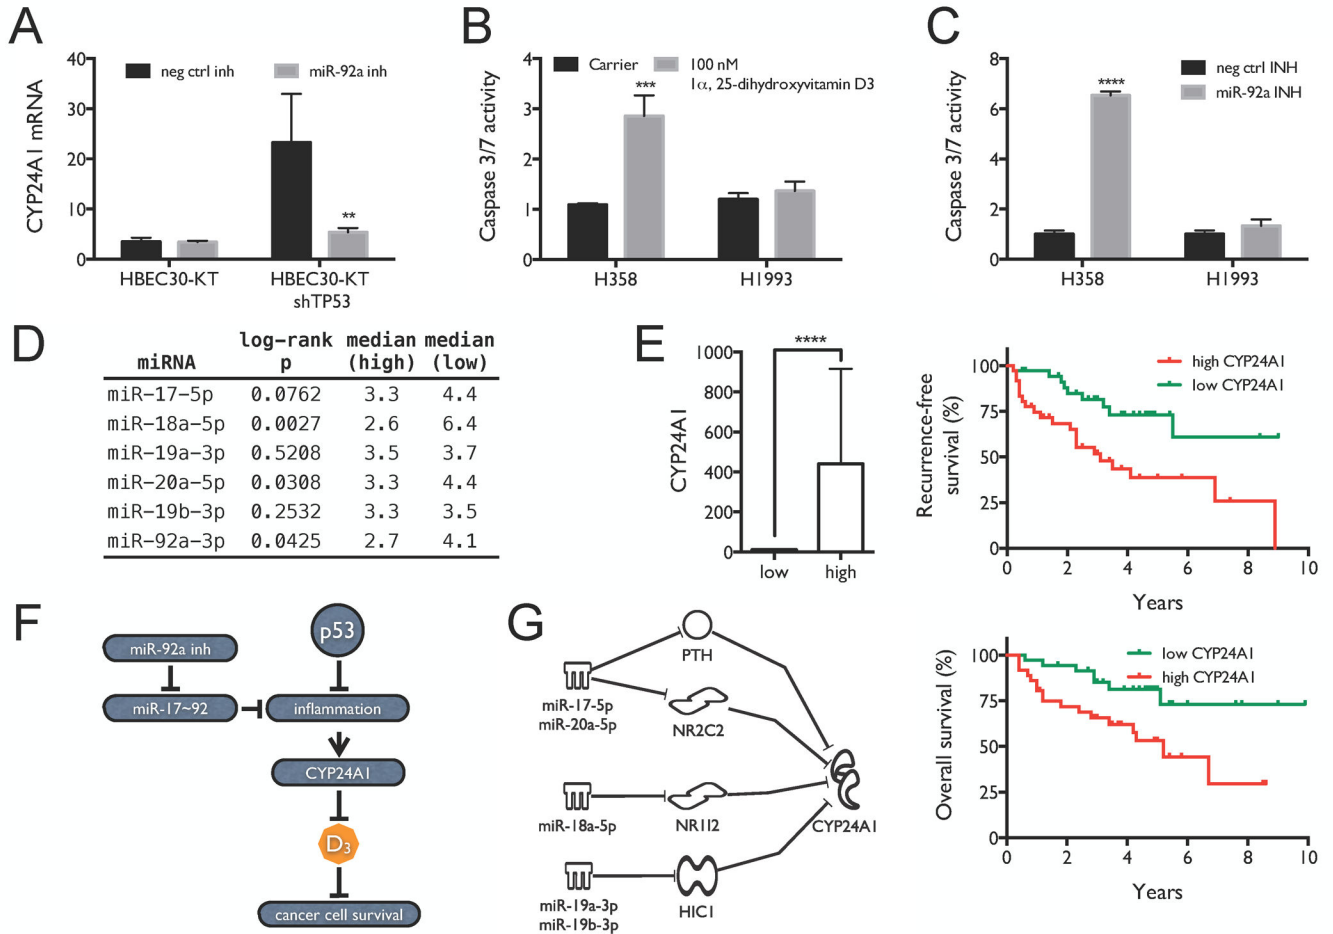 A
CYP24A1 mRNA
40
30
20
10
0
neg ctrl inh
miR-92a inh
**
HBEC30-KT
HBEC30-KT
shTP53
B
Caspase 3/7 activity
4
3
2
1
0
Carrier
100 nM
1α, 25-dihydroxyvitamin D3
***
H358
H1993
C
Caspase 3/7 activity
8
6
4
2
0
neg ctrl INH
miR-92a INH
****
H358
H1993
D
miRNA log-rank p median (high) median (low)
miR-17-5p 0.0762 3.3 4.4
miR-18a-5p 0.0027 2.6 6.4
miR-19a-3p 0.5208 3.5 3.7
miR-20a-5p 0.0308 3.3 4.4
miR-19b-3p 0.2532 3.3 3.5
miR-92a-3p 0.0425 2.7 4.1
E
CYP24A1
1000
800
600
400
200
0
****
low
high
Recurrence-free
survival (%)
100
75
50
25
0
high CYP24A1
low CYP24A1
0 2 4 6 8 10
Years
Overall survival (%)
100
75
50
25
0
low CYP24A1
high CYP24A1
0 2 4 6 8 10
Years
F
miR-92a inh
p53
miR-17~92
inflammation
CYP24A1
D3
cancer cell survival
G
PTH
miR-17-5p
miR-20a-5p
NR2C2
miR-18a-5p
NR1I2
CYP24A1
miR-19a-3p
miR-19b-3p
HIC1